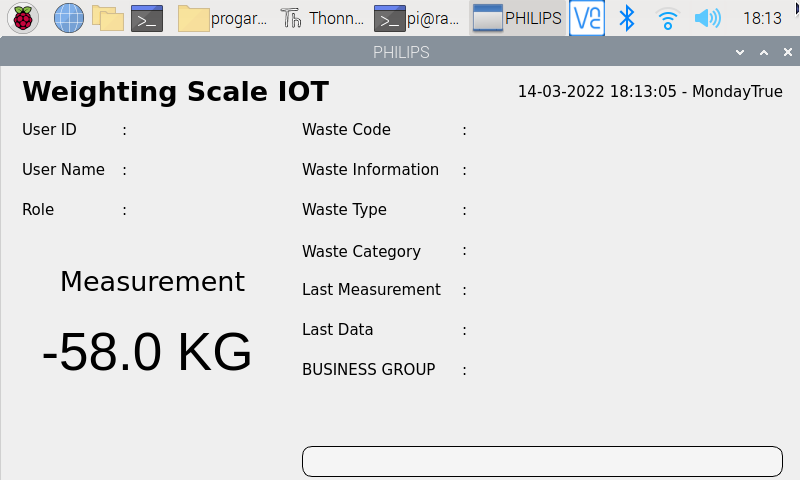 progar... Thonn... pi@ra... PHILIPS VNC 18:13
PHILIPS
Weighting Scale IOT 14-03-2022 18:13:05 - MondayTrue
User ID : Waste Code :
User Name : Waste Information :
Role : Waste Type :
Waste Category :
Measurement Last Measurement :
-58.0 KG Last Data :
BUSINESS GROUP :